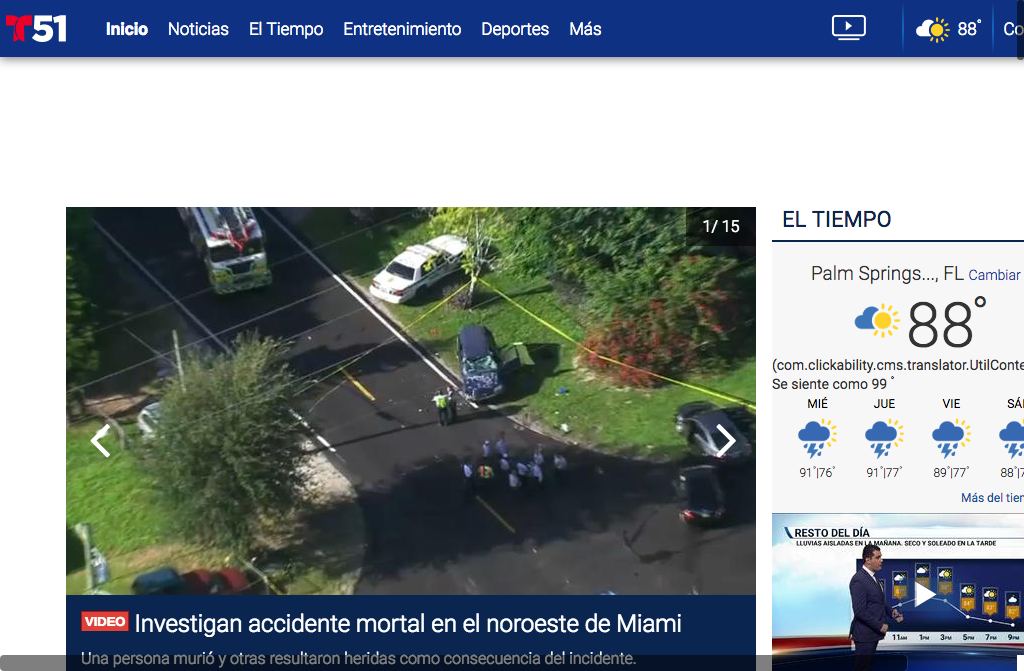 T51 Inicio Noticias El Tiempo Entretenimiento Deportes Más 88° Co
1/ 15
EL TIEMPO
Palm Springs..., FL Cambiar
88°
(com.clickability.cms.translator.UtilConte
Se siente como 99 °
MIÉ JUE VIE SÁ
91°|76° 91°|77° 89°|77° 88°|7
Más del tien
RESTO DEL DÍA
LLUVIAS AISLADAS EN LA MAÑANA. SECO Y SOLEADO EN LA TARDE
11AM 1PM 3PM 5PM 7PM 9PM
VIDEO Investigan accidente mortal en el noroeste de Miami
Una persona murió y otras resultaron heridas como consecuencia del incidente.